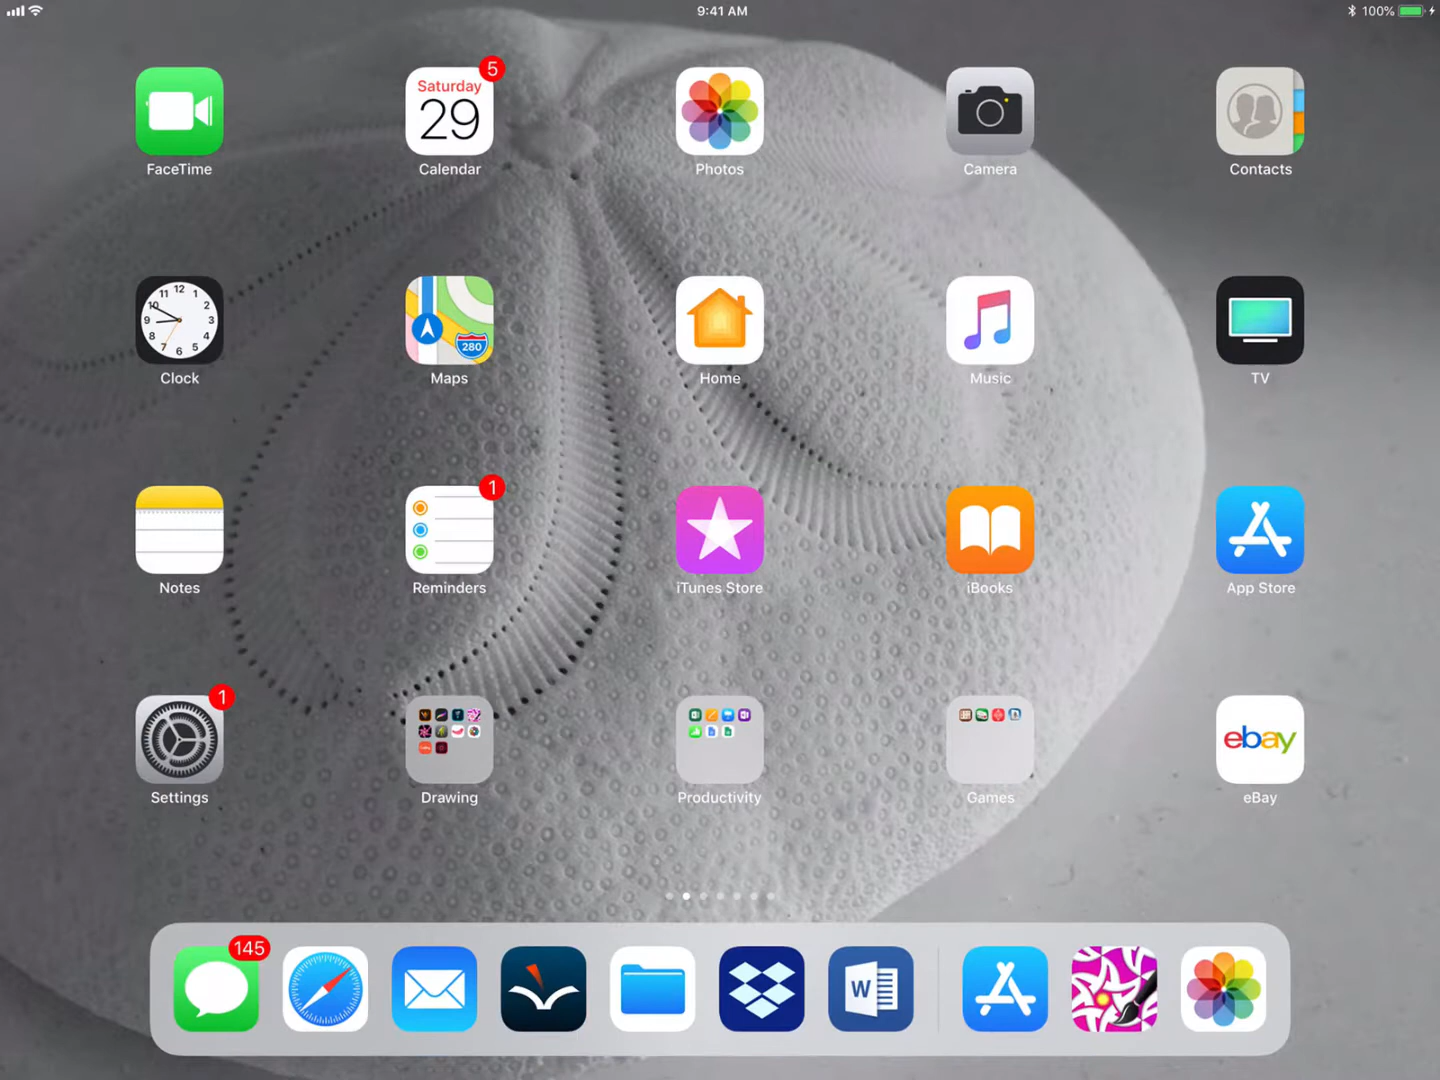 9:41 AM
100%
5
Saturday
29
FaceTime
Calendar
Photos
Camera
Contacts
12
11 1
10 2
9 3
8 4
7 5
6
280
Clock
Maps
Home
Music
TV
1
Notes
Reminders
iTunes Store
iBooks
App Store
1
ebay
Settings
Drawing
Productivity
Games
eBay
145
W